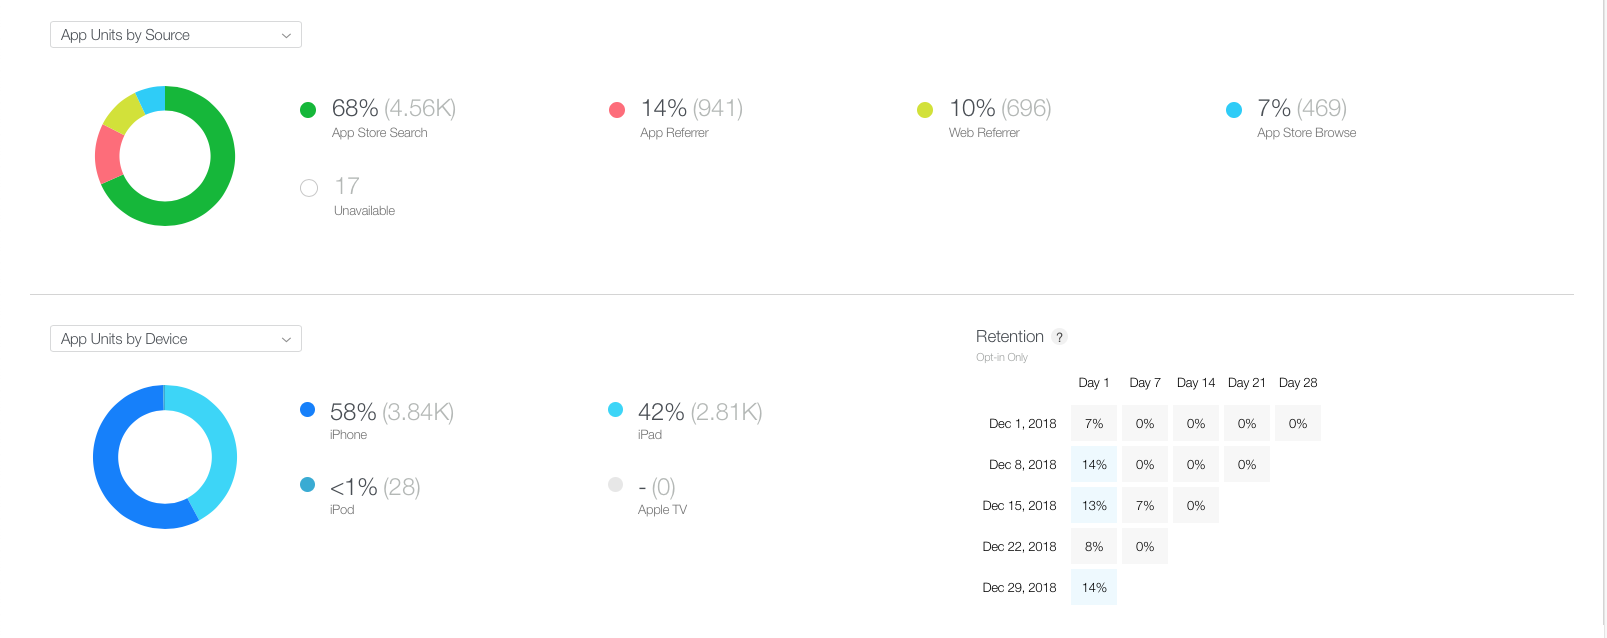 App Units by Source
68% (4.56K)
App Store Search
14% (941)
App Referrer
10% (696)
Web Referrer
7% (469)
App Store Browse
17
Unavailable
App Units by Device
58% (3.84K)
iPhone
42% (2.81K)
iPad
<1% (28)
iPod
- (0)
Apple TV
Retention ?
Opt-in Only
Day 1 Day 7 Day 14 Day 21 Day 28
Dec 1, 2018 7% 0% 0% 0% 0%
Dec 8, 2018 14% 0% 0% 0%
Dec 15, 2018 13% 7% 0%
Dec 22, 2018 8% 0%
Dec 29, 2018 14%